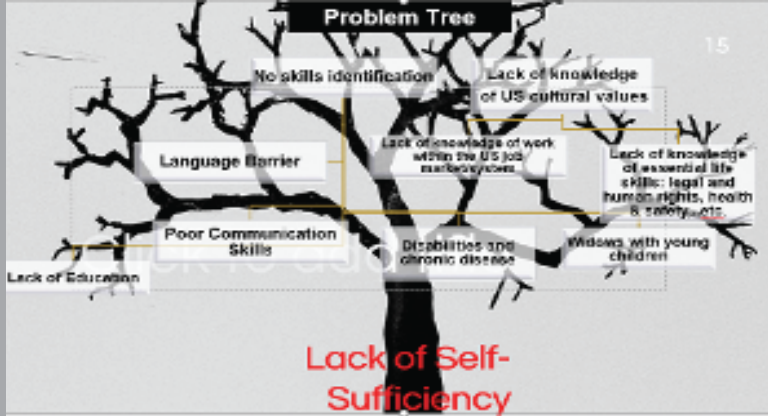 Problem Tree
15
No skills identification
Lack of knowledge
of US cultural values
Language Barrier
Lack of knowledge of work
within the US job
market/system
Lack of knowledge
of essential life
skills: legal and
human rights, health
& safety, etc.
Poor Communication
Skills
Disabilities and
chronic disease
Widows with young
children
Lack of Education
Lack of Self-
Sufficiency